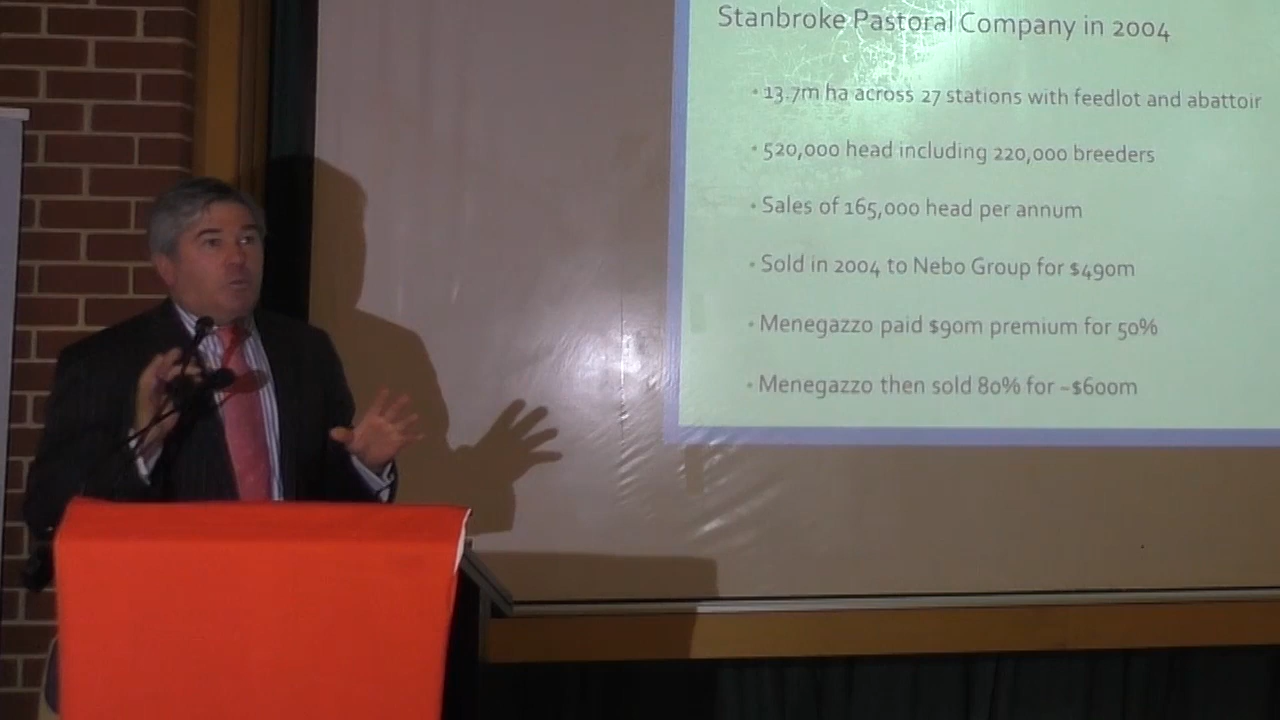 Stanbroke Pastoral Company in 2004
• 13.7m ha across 27 stations with feedlot and abattoir
• 520,000 head including 220,000 breeders
• Sales of 165,000 head per annum
• Sold in 2004 to Nebo Group for $490m
• Menegazzo paid $90m premium for 50%
• Menegazzo then sold 80% for ~$600m